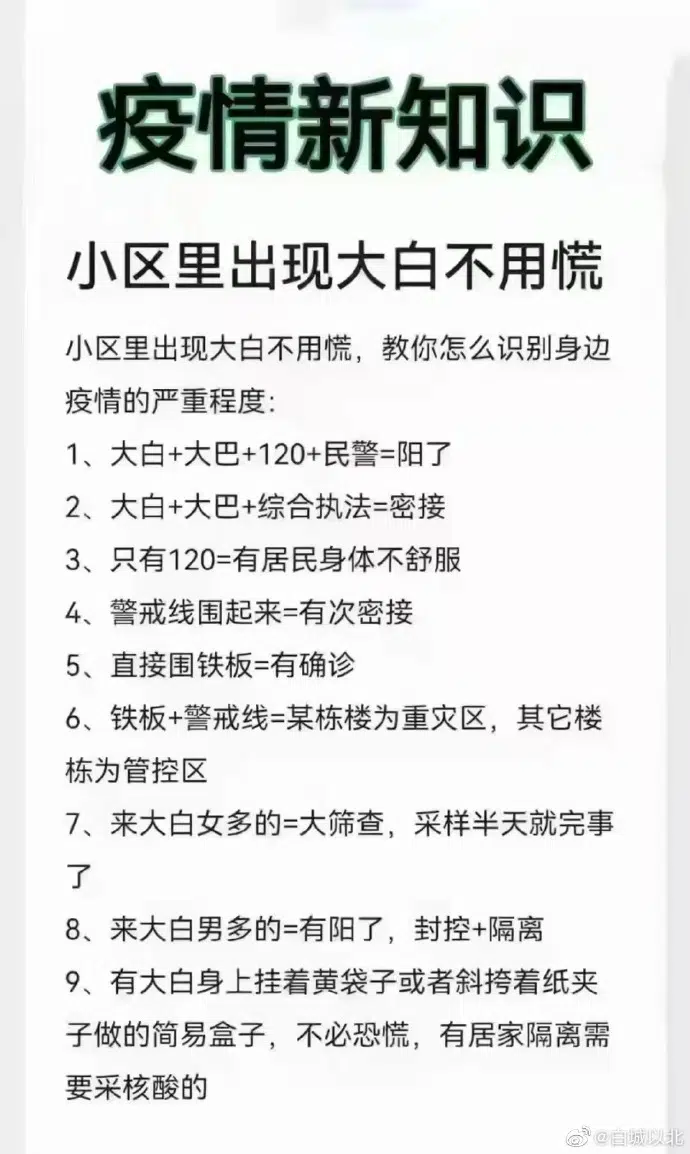 疫情新知识
小区里出现大白不用慌
小区里出现大白不用慌，教你怎么识别身边
疫情的严重程度：
1、大白+大巴+120+民警=阳了
2、大白+大巴+综合执法=密接
3、只有120=有居民身体不舒服
4、警戒线围起来=有次密接
5、直接围铁板=有确诊
6、铁板+警戒线=某栋楼为重灾区，其它楼
栋为管控区
7、来大白女多的=大筛查，采样半天就完事
了
8、来大白男多的=有阳了，封控+隔离
9、有大白身上挂着黄袋子或者斜挎着纸夹
子做的简易盒子，不必恐慌，有居家隔离需
要采核酸的
@白城以北